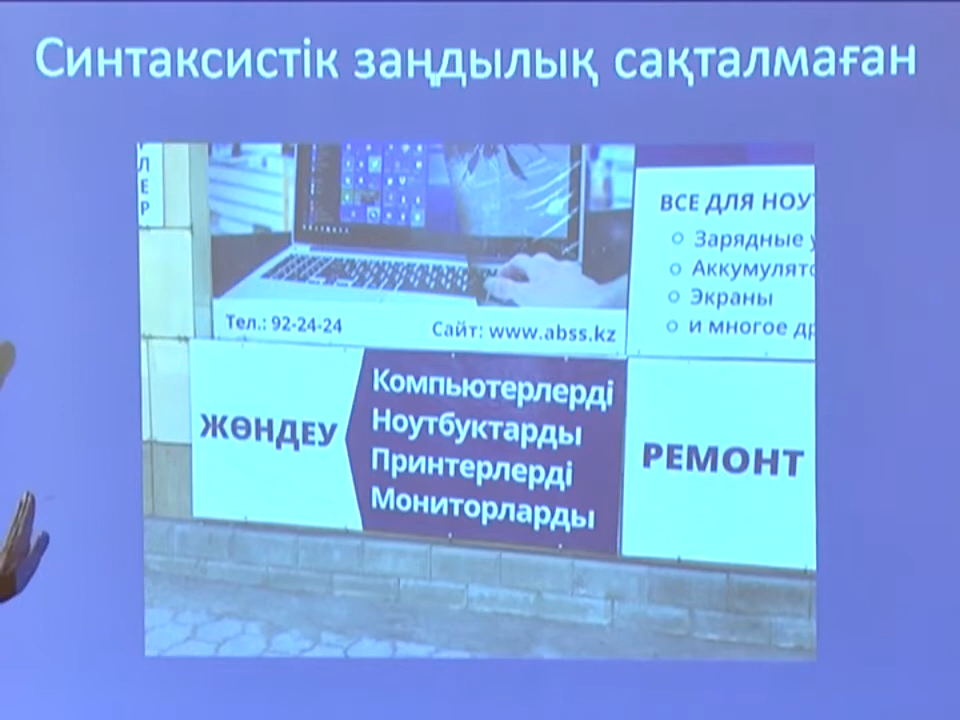 Синтаксистік заңдылық сақталмаған
ЛЕР
ВСЕ ДЛЯ НОУ
Зарядные у
Аккумулято
Экраны
и многое др
Тел.: 92-24-24
Сайт: www.abss.kz
ЖӨНДЕУ
Компьютерлерді
Ноутбуктарды
Принтерлерді
Мониторларды
РЕМОНТ